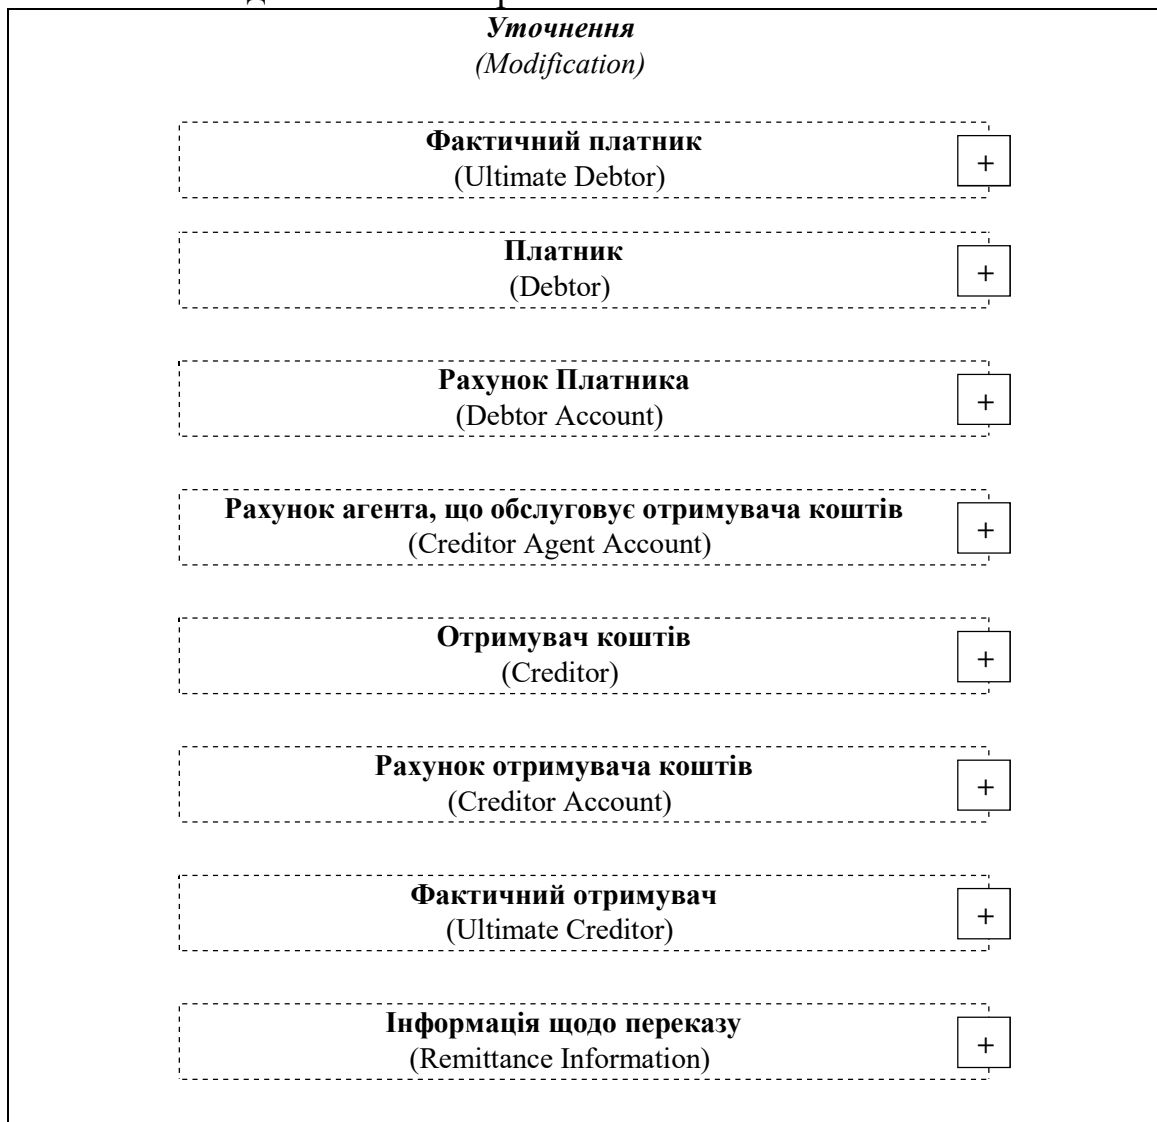 Уточнення
(Modification)
Фактичний платник
(Ultimate Debtor)
+
Платник
(Debtor)
+
Рахунок Платника
(Debtor Account)
+
Рахунок агента, що обслуговує отримувача коштів
(Creditor Agent Account)
+
Отримувач коштів
(Creditor)
+
Рахунок отримувача коштів
(Creditor Account)
+
Фактичний отримувач
(Ultimate Creditor)
+
Інформація щодо переказу
(Remittance Information)
+